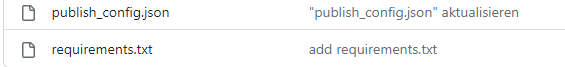 publish_config.json "publish_config.json" aktualisieren
requirements.txt add requirements.txt